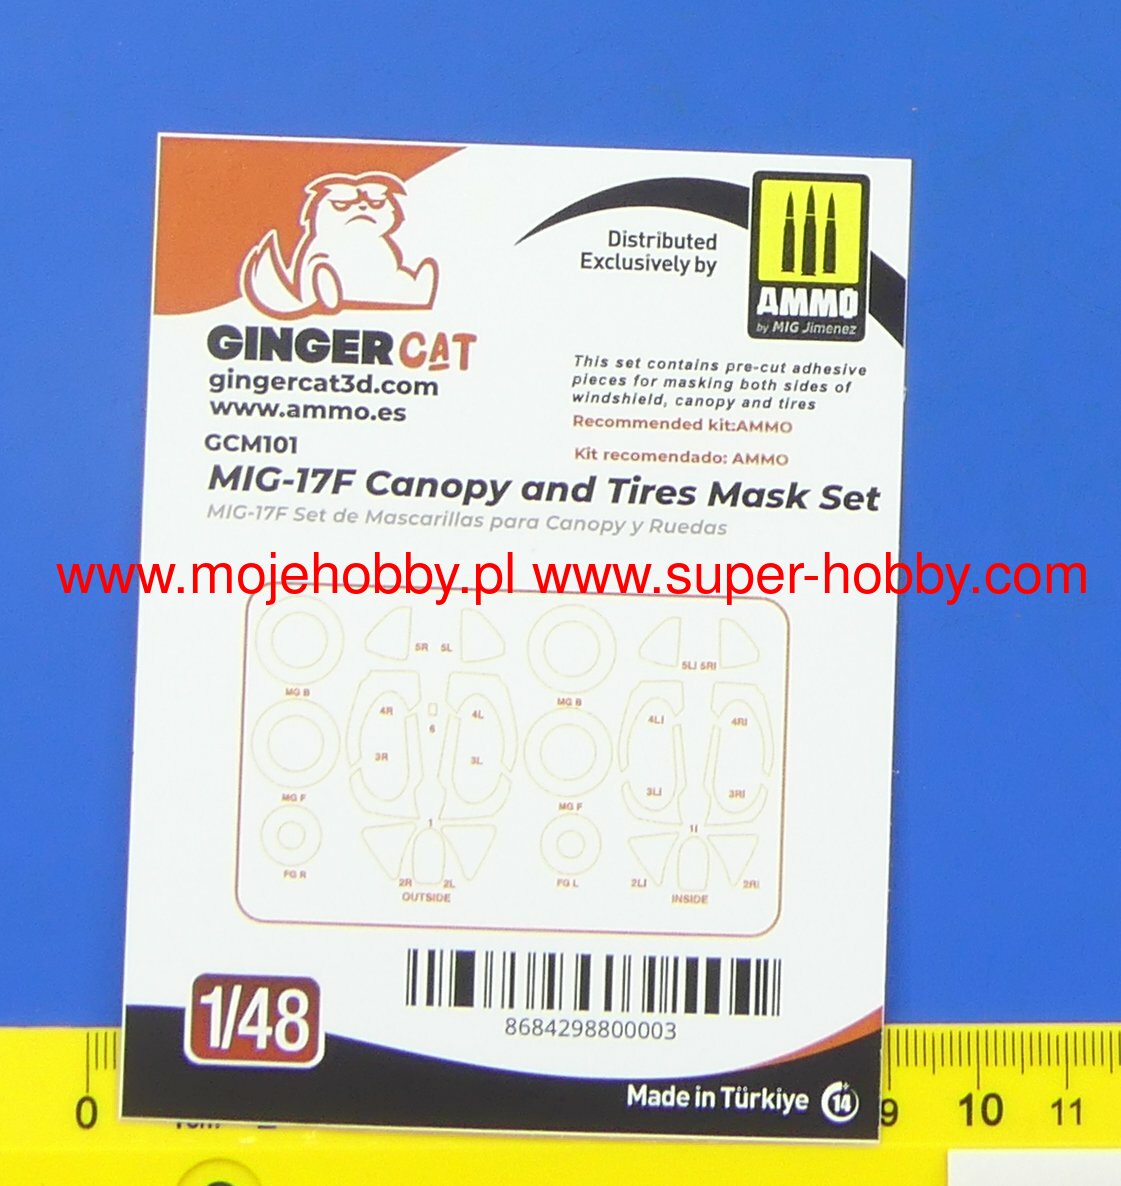 Distributed
Exclusively by
AMMO
by MIG Jimenez
GINGER CAT
gingercat3d.com
www.ammo.es
This set contains pre-cut adhesive
pieces for masking both sides of
windshield, canopy and tires
Recommended kit:AMMO
Kit recomendado: AMMO
GCM101
MIG-17F Canopy and Tires Mask Set
MIG-17F Set de Mascarillas para Canopy y Ruedas
www.mojehobby.pl www.super-hobby.com
5R 5L 5LI 5RI
MG B MG B
4R 6 4L 4LI 4RI
3R 3L 3LI 3RI
MG F MG F
1 1I
FG R 2R 2L FG L 2LI 2RI
OUTSIDE INSIDE
8684298800003
1/48
Made in Türkiye
14
0 9 10 11